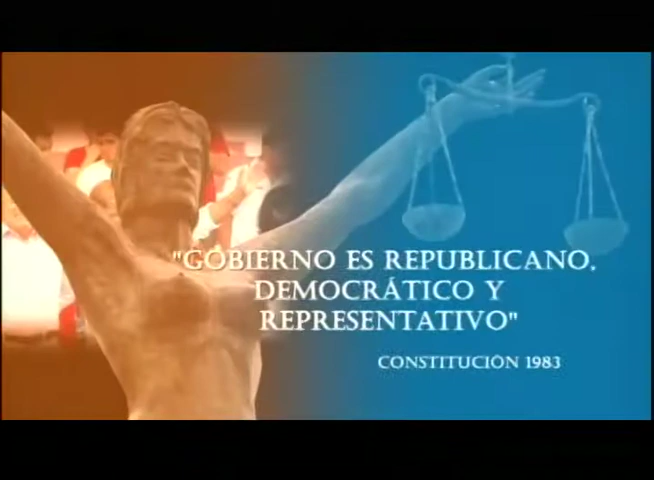 "GOBIERNO ES REPUBLICANO,
DEMOCRÁTICO Y
REPRESENTATIVO"
CONSTITUCIÓN 1983